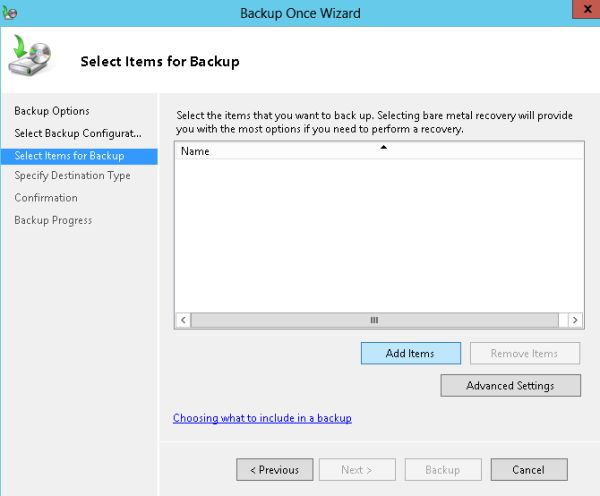 Backup Once Wizard
Select Items for Backup
Backup Options
Select Backup Configurat...
Select Items for Backup
Specify Destination Type
Confirmation
Backup Progress
Select the items that you want to back up. Selecting bare metal recovery will provide
you with the most options if you need to perform a recovery.
Name
Add Items
Remove Items
Advanced Settings
Choosing what to include in a backup
< Previous
Next >
Backup
Cancel